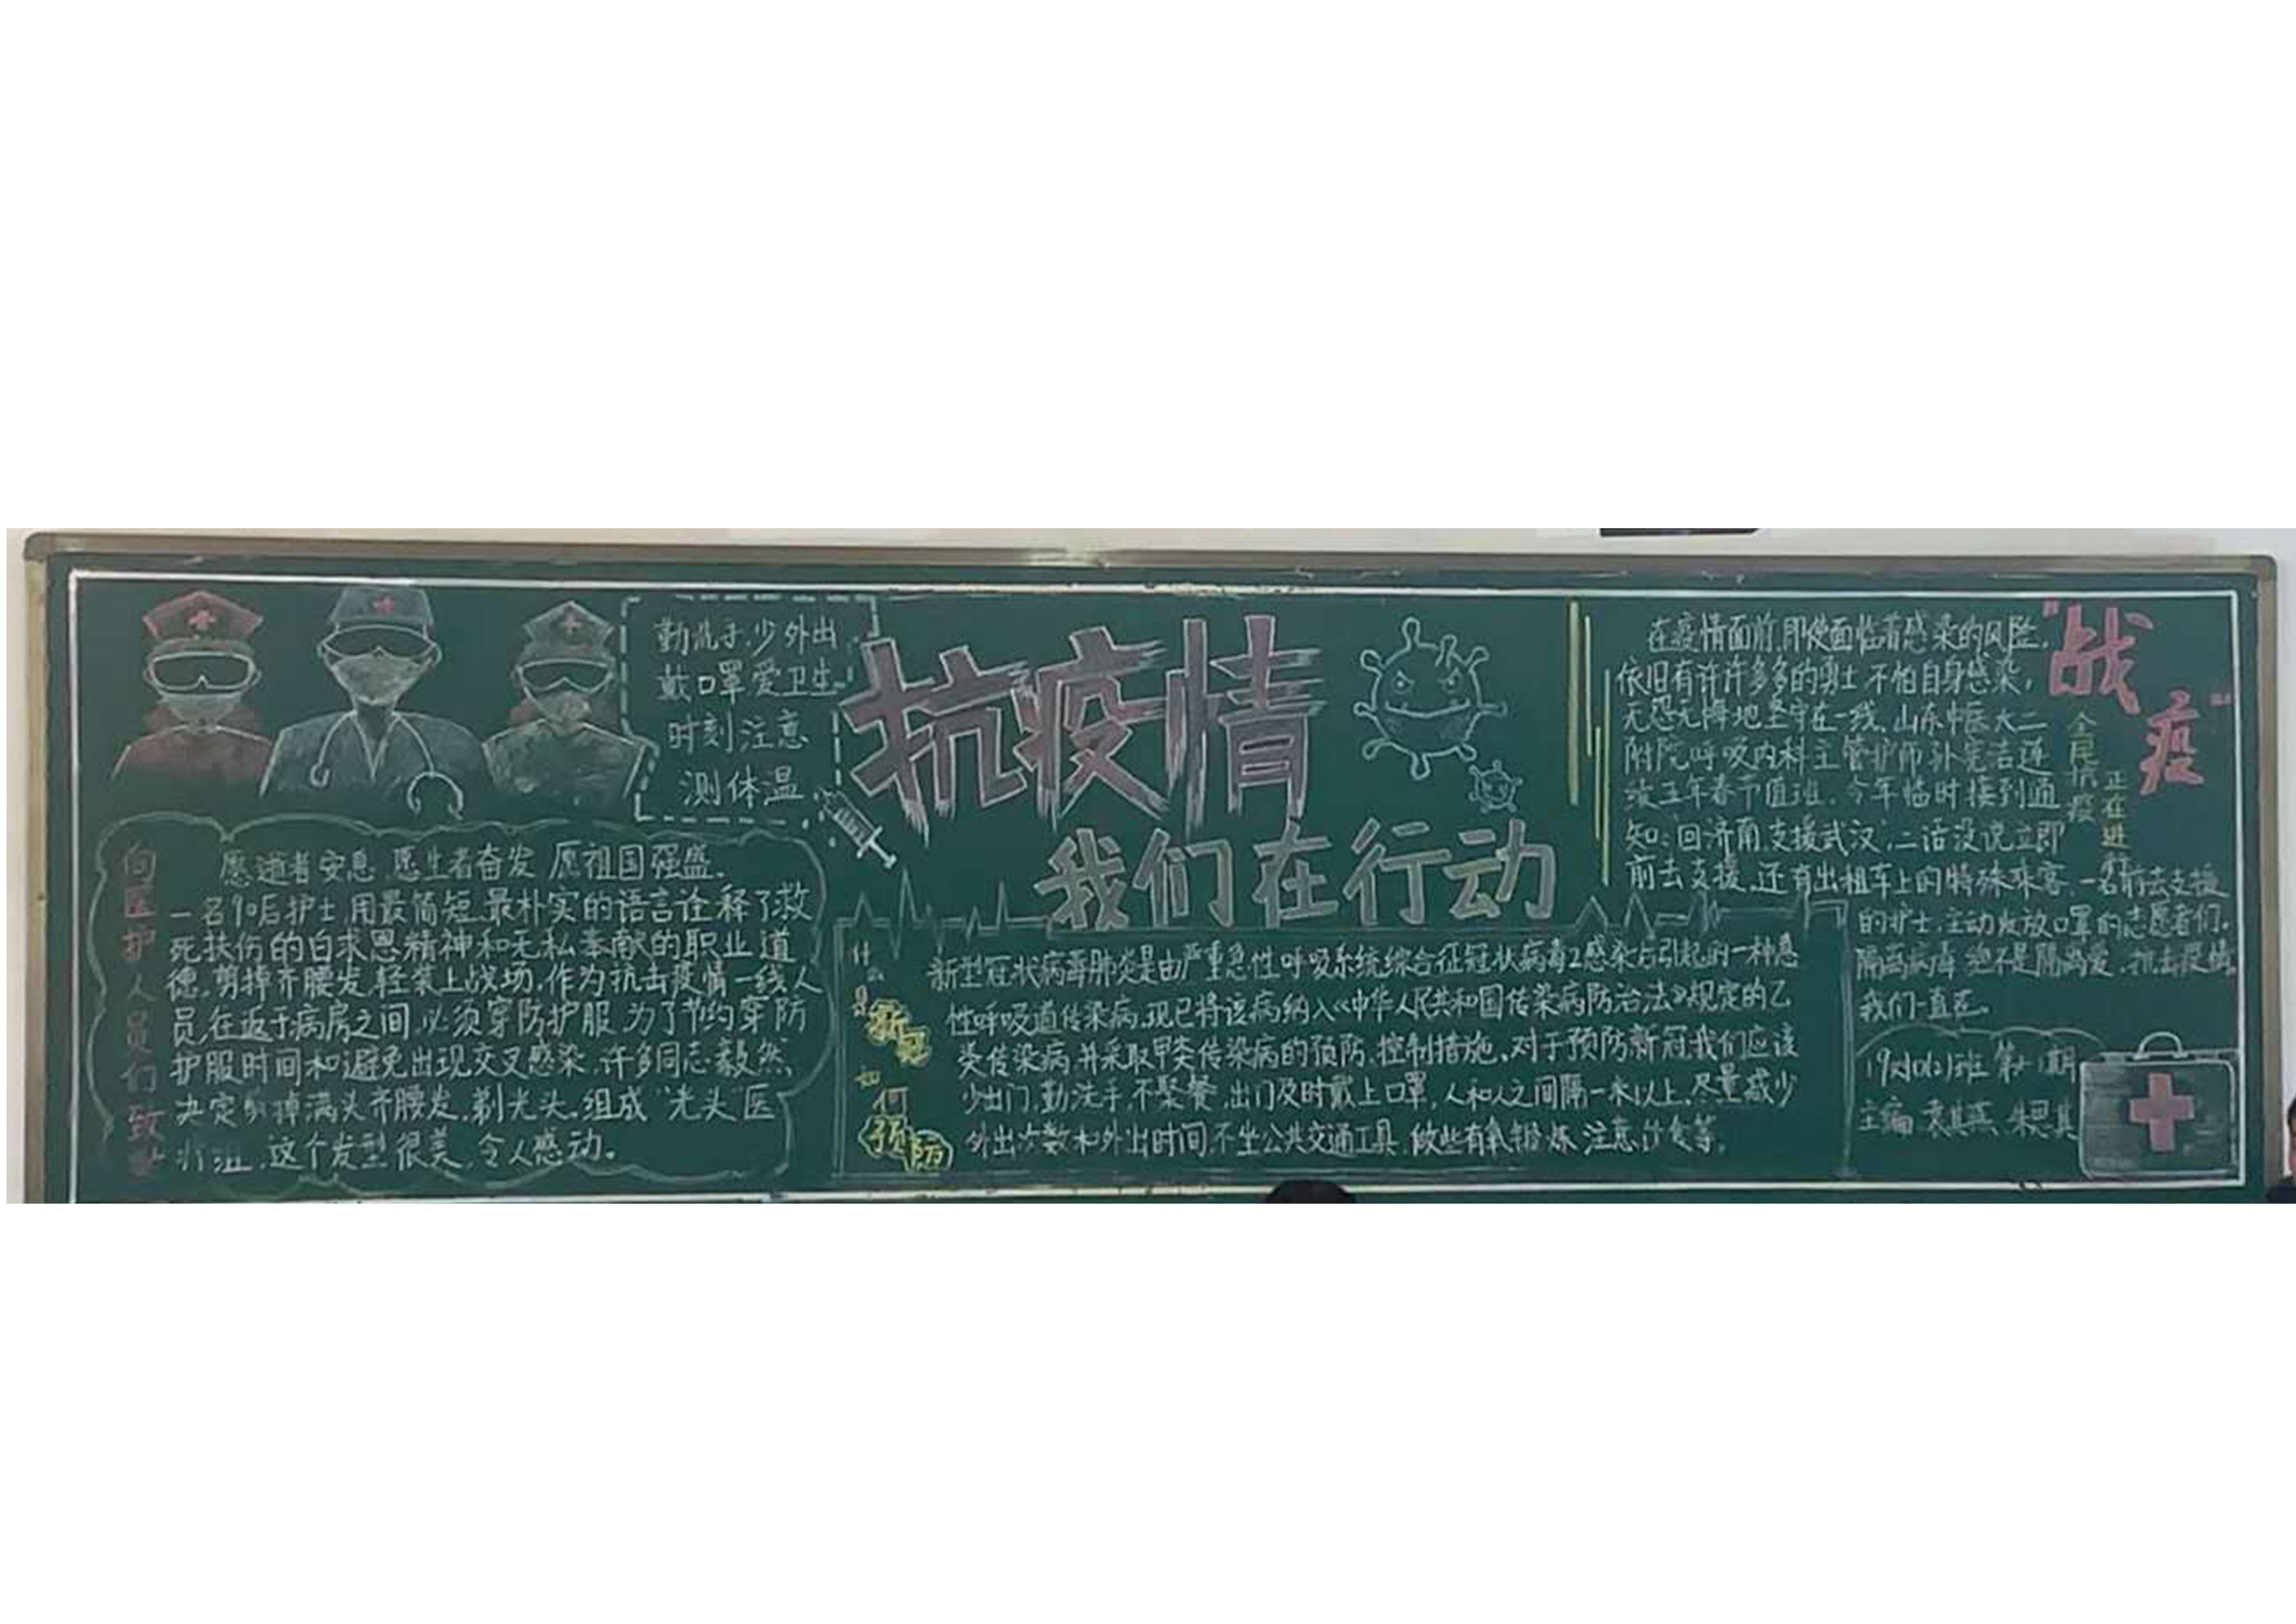 勤洗手,少外出
戴口罩爱卫生
时刻注意
测体温
抗疫情
我们在行动
向医护人员们致敬
愿逝者安息 愿生者奋发 愿祖国强盛、
一名90后护士,用最简短、最朴实的语言诠释了救
死扶伤的白求恩精神和无私奉献的职业道
德,剪掉齐腰发,轻装上战场,作为抗击疫情一线人
员,在返于病房之间,必须穿防护服,为了节约穿防
护服时间和避免出现交叉感染,许多同志毅然、
决定剪掉满头齐腰发,剃光头。组成“光头医
这个发型很美,令人感动。
什么是新冠
如何预防
新型冠状病毒肺炎是由严重急性呼吸系统综合征冠状病毒2感染后引起的一种急
性呼吸道传染病,现已将该病纳入《中华人民共和国传染病防治法》规定的乙
类传染病,并采取甲类传染病的预防、控制措施、对于预防新冠,我们应该
少出门,勤洗手,不聚餐,出门及时戴上口罩,人和人之间隔一米以上,尽量减少
外出次数和外出时间,不坐公共交通工具,做些有氧锻炼,注意饮食等。
“战疫”
全民抗疫
正在进行
在疫情面前,即使面临着感染的风险,
依旧有许许多多的勇士,不怕自身感染,
无怨无悔地坚守在一线、山东中医大二
附院呼吸内科主管护师孙宪洁连
续五年春节值班,今年临时接到通
知:回济南,支援武汉,二话没说立即
前去支援,还有出租车上的特殊乘客,一名前去支援
的护士,主动发放口罩的志愿者们.
隔离病毒,绝不是隔离爱,抗击疫情,
我们一直在。
主编